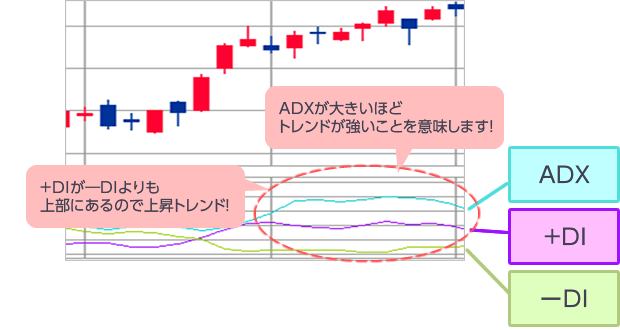 ADXが大きいほど
トレンドが強いことを意味します!
+DIが―DIよりも
上部にあるので上昇トレンド!
ADX
+DI
―DI